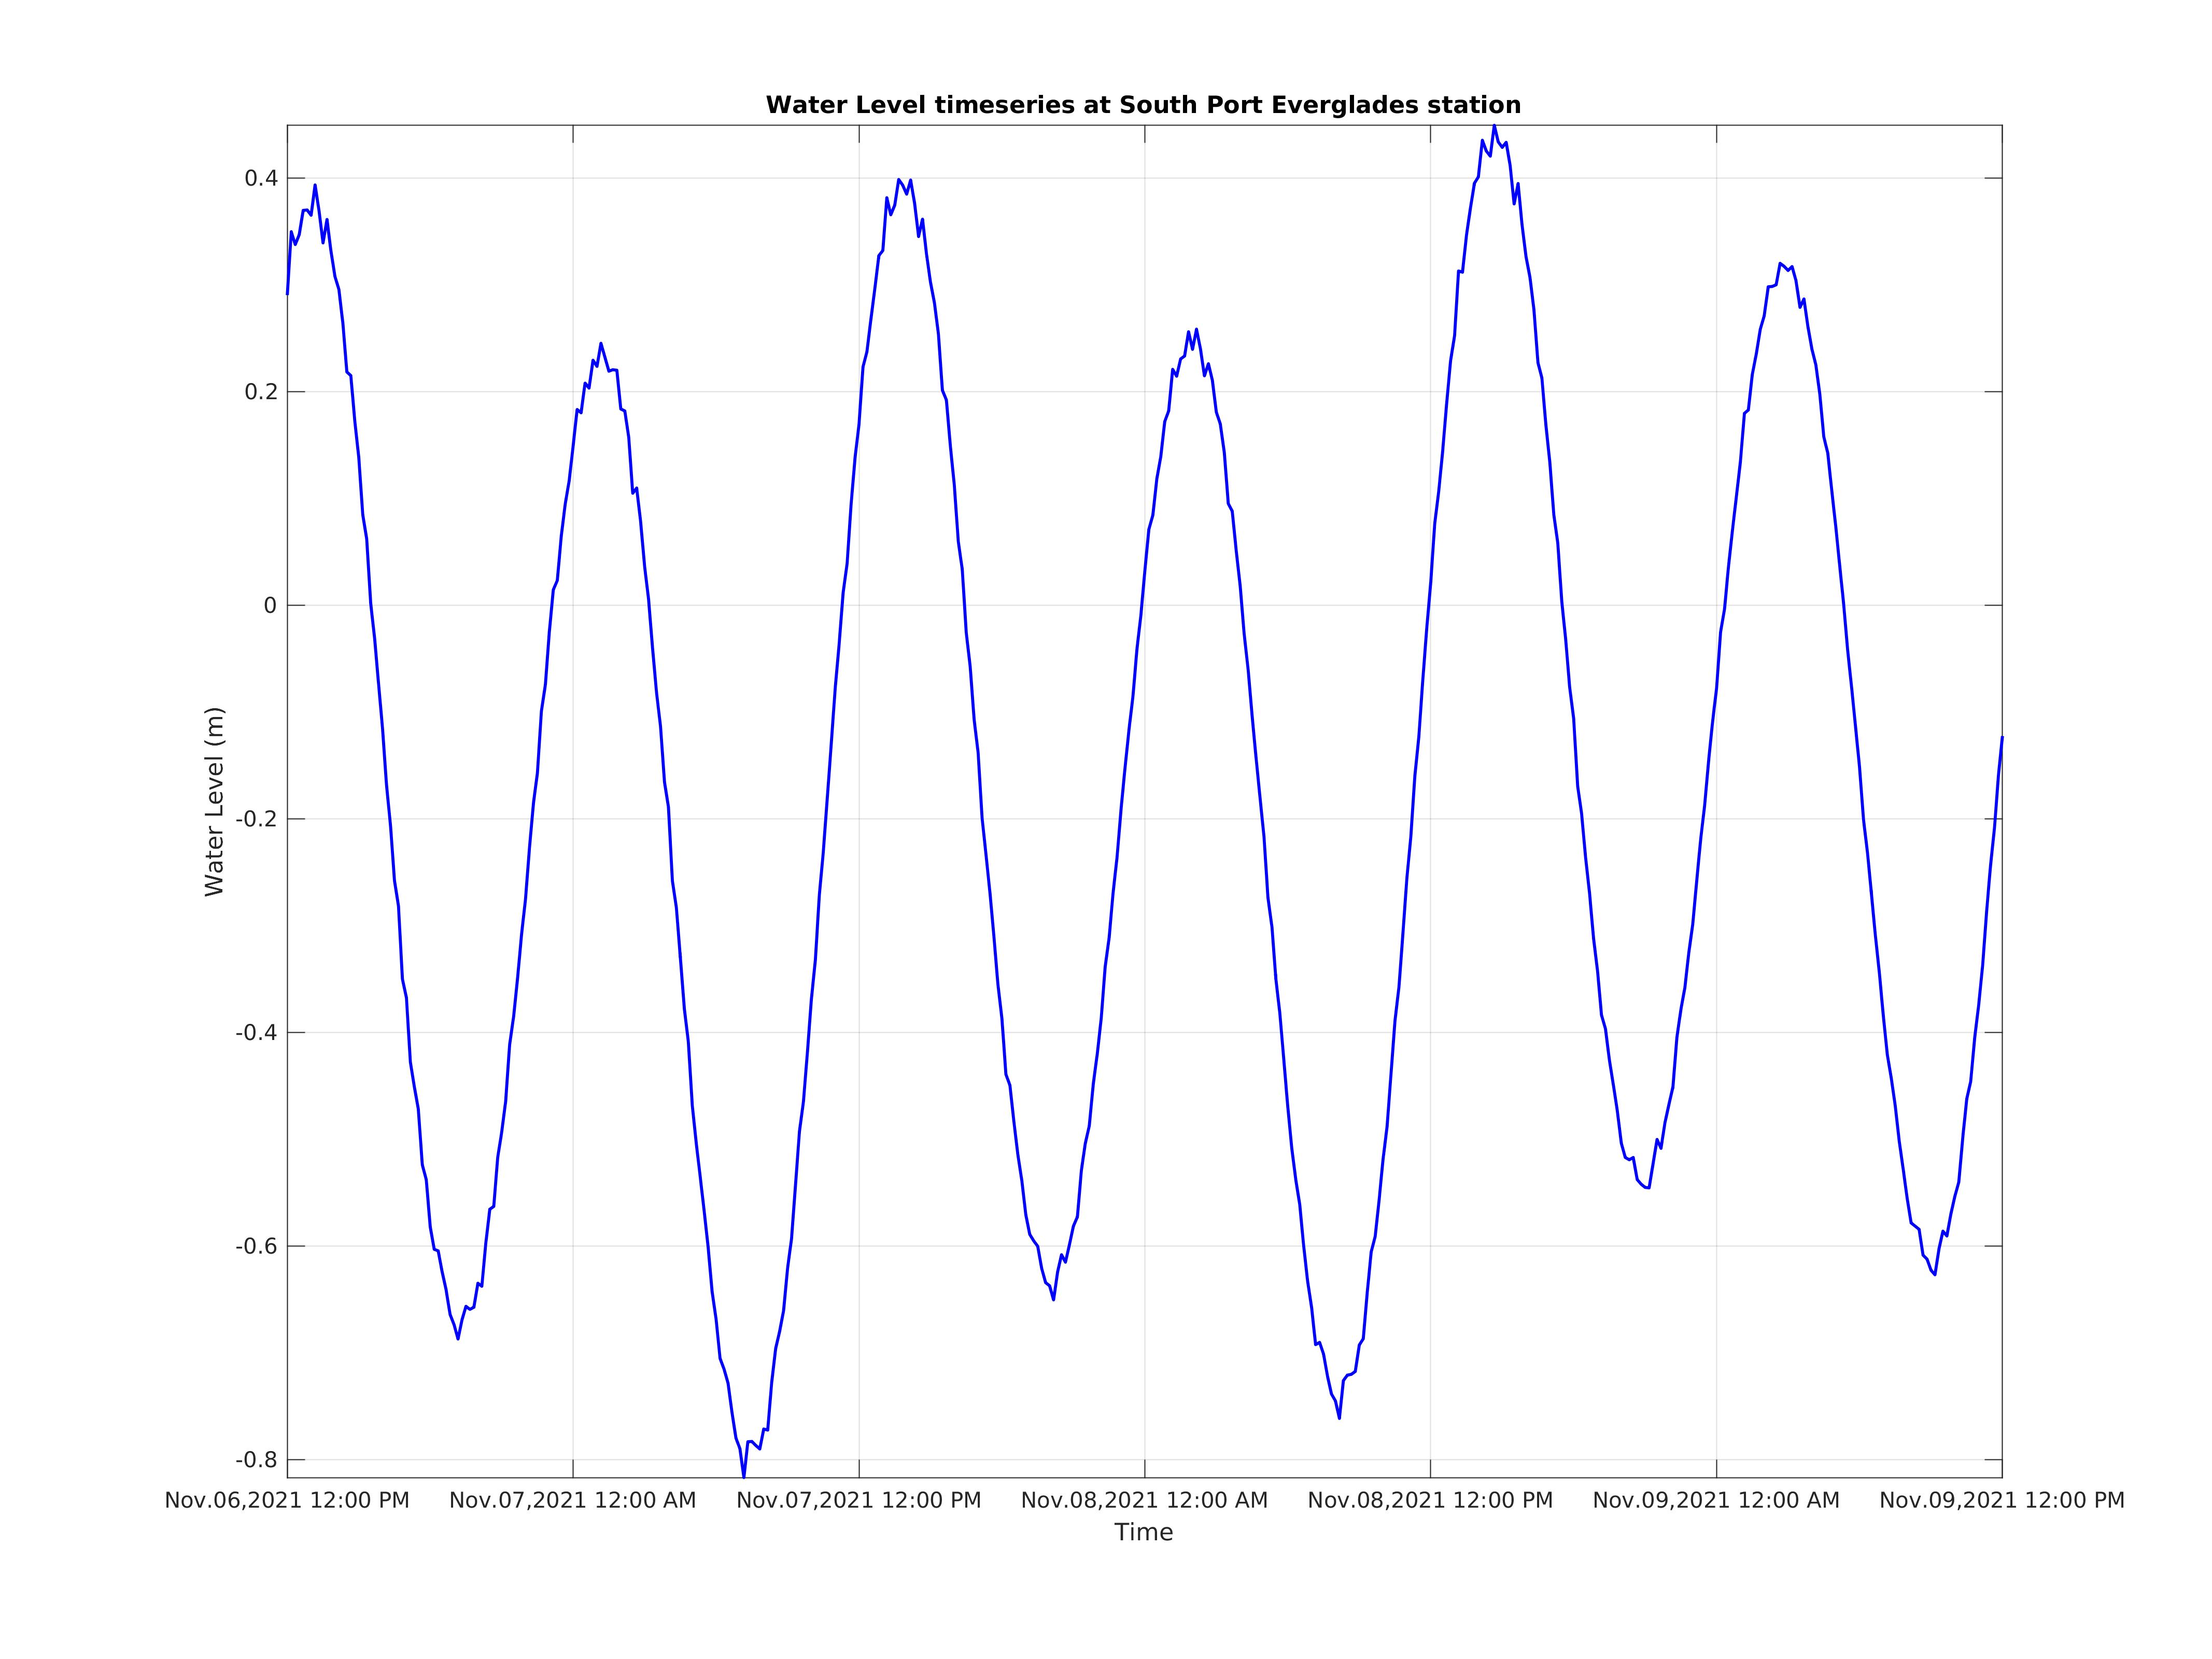 Water Level timeseries at South Port Everglades station
0.4
0.2
0
-0.2
-0.4
-0.6
-0.8
Water Level (m)
Nov.06,2021 12:00 PM
Nov.07,2021 12:00 AM
Nov.07,2021 12:00 PM
Nov.08,2021 12:00 AM
Nov.08,2021 12:00 PM
Nov.09,2021 12:00 AM
Nov.09,2021 12:00 PM
Time